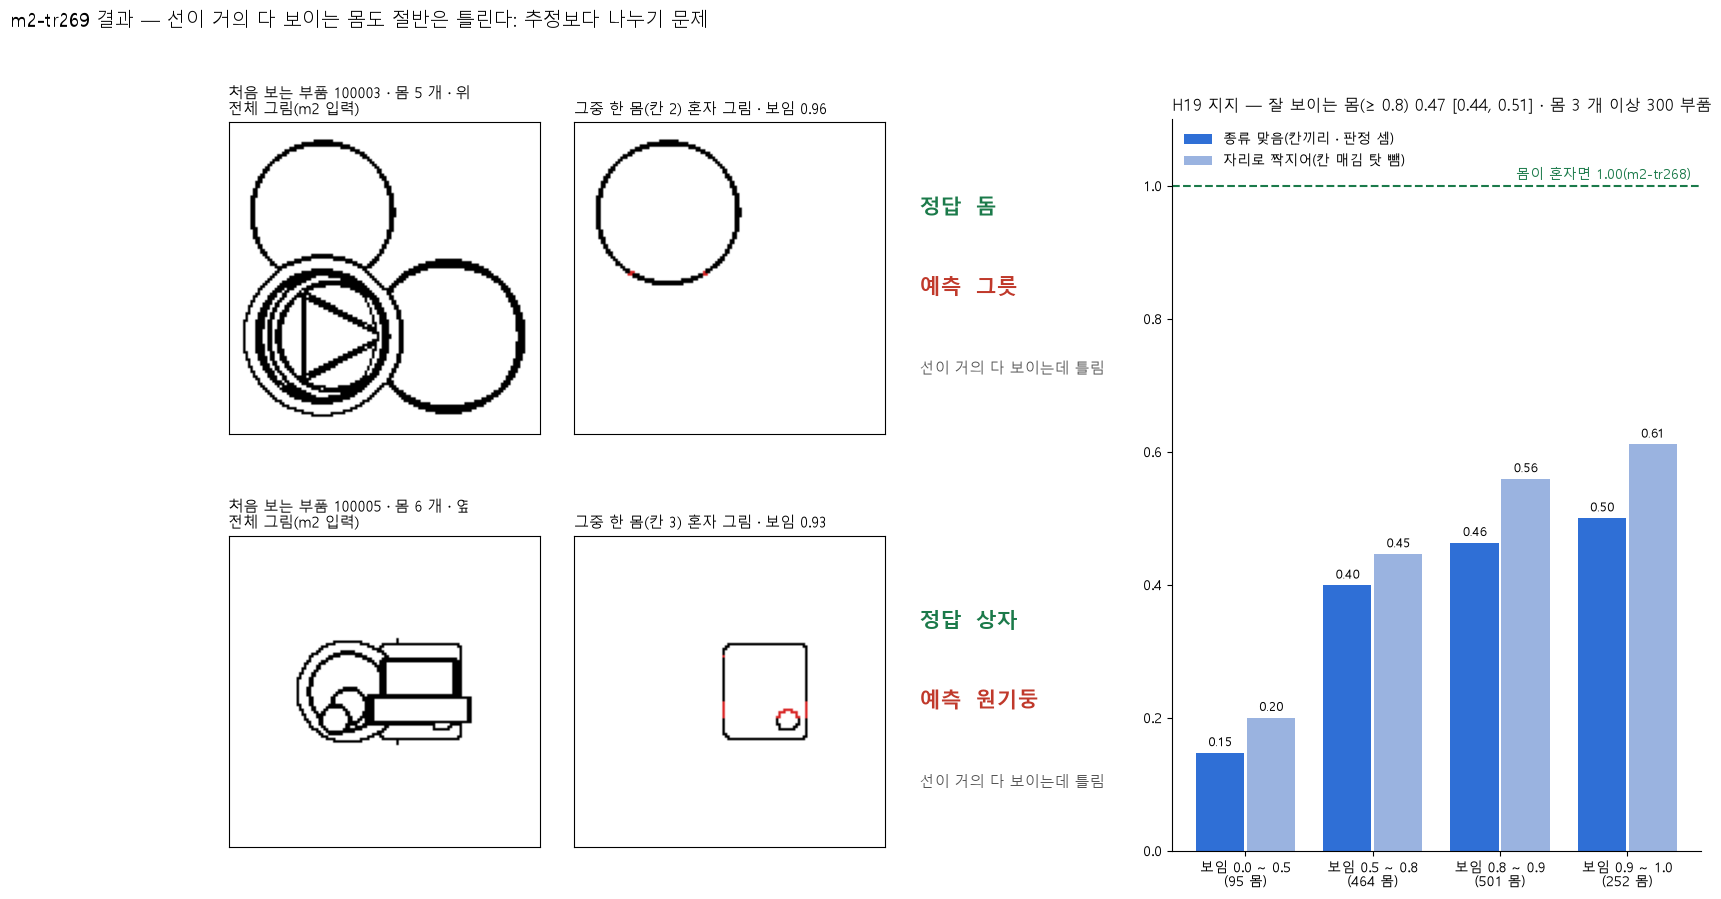 m2-tr269 결과 — 선이 거의 다 보이는 몸도 절반은 틀린다: 추정보다 나누기 문제
처음 보는 부품 100003 · 몸 5 개 · 위
전체 그림(m2 입력)
그중 한 몸(칸 2) 혼자 그림 · 보임 0.96
정답 돔
예측 그릇
선이 거의 다 보이는데 틀림
처음 보는 부품 100005 · 몸 6 개 · 옆
전체 그림(m2 입력)
그중 한 몸(칸 3) 혼자 그림 · 보임 0.93
정답 상자
예측 원기둥
선이 거의 다 보이는데 틀림
H19 지지 — 잘 보이는 몸(≥ 0.8) 0.47 [0.44, 0.51] · 몸 3 개 이상 300 부품
종류 맞음(칸끼리 · 판정 셈)
자리로 짝지어(칸 매김 탓 뺌)
몸이 혼자면 1.00(m2-tr268)
1.0
0.8
0.6
0.4
0.2
0.0
0.15
0.20
0.40
0.45
0.46
0.56
0.50
0.61
보임 0.0 ~ 0.5
(95 몸)
보임 0.5 ~ 0.8
(464 몸)
보임 0.8 ~ 0.9
(501 몸)
보임 0.9 ~ 1.0
(252 몸)